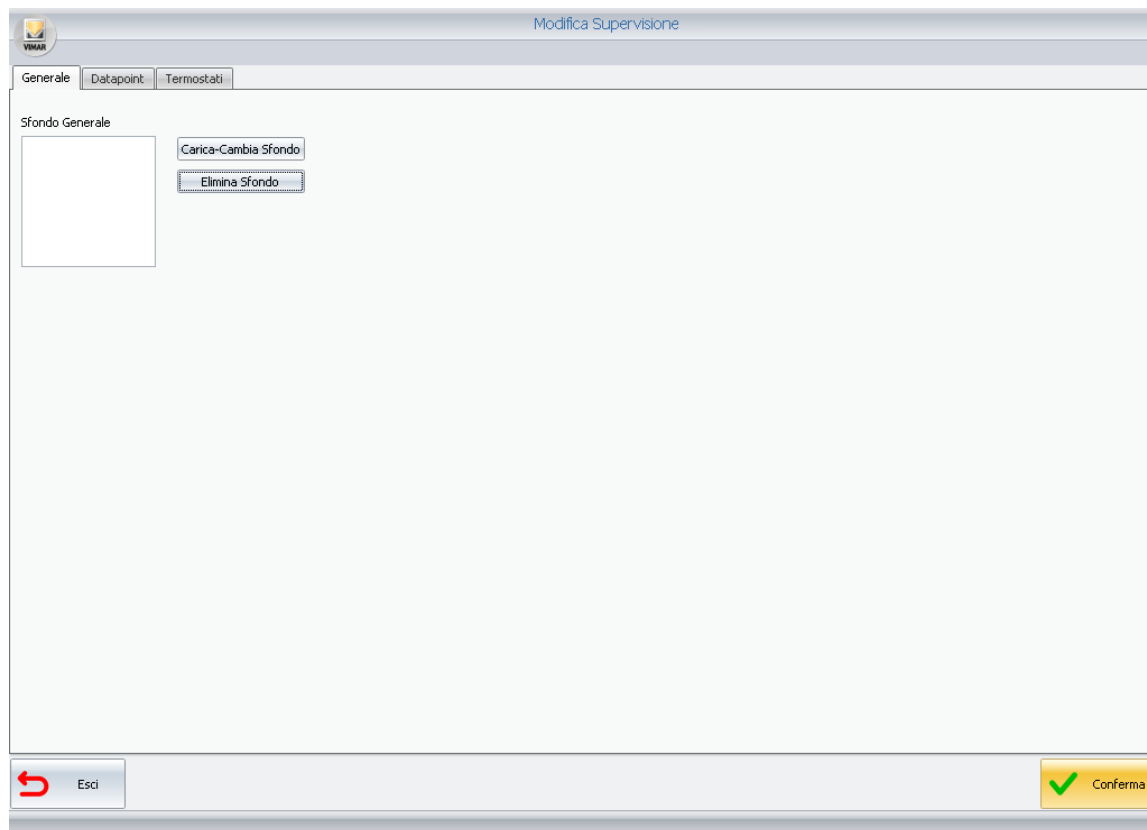 Modifica Supervisione
VIMAR
Generale Datapoint Termostati
Sfondo Generale
Carica-Cambia Sfondo
Elimina Sfondo
Esci
Conferma